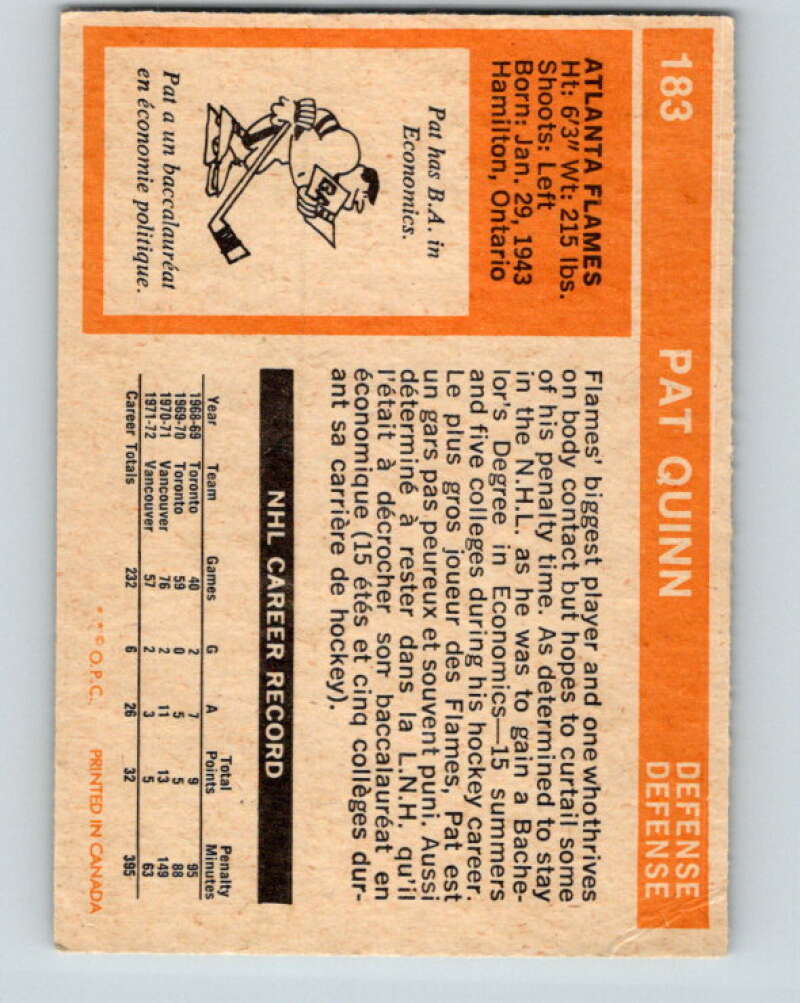 183 PAT QUINN DEFENSE
DEFENSE
ATLANTA FLAMES
Ht: 6'3" Wt: 215 lbs.
Shoots: Left
Born: Jan. 29, 1943
Hamilton, Ontario
Pat has B.A. in
Economics.
BA
Pat a un baccalauréat
en économie politique.
Flames' biggest player and one who thrives
on body contact but hopes to curtail some
of his penalty time. As determined to stay
in the N.H.L. as he was to gain a Bache-
lor's Degree in Economics—15 summers
and five colleges during his hockey career.
Le plus gros joueur des Flames, Pat est
un gars pas peureux et souvent puni. Aussi
déterminé à rester dans la L.N.H. qu'il
l'était à décrocher son baccalauréat en
économique (15 étés et cinq collèges dur-
ant sa carrière de hockey).
NHL CAREER RECORD
Year Team Games G A Total Points Penalty Minutes
1968-69 Toronto 40 2 7 9 95
1969-70 Toronto 59 0 5 5 88
1970-71 Vancouver 76 2 11 13 149
1971-72 Vancouver 57 2 3 5 63
Career Totals 232 6 26 32 395
* * © O.P.C. PRINTED IN CANADA